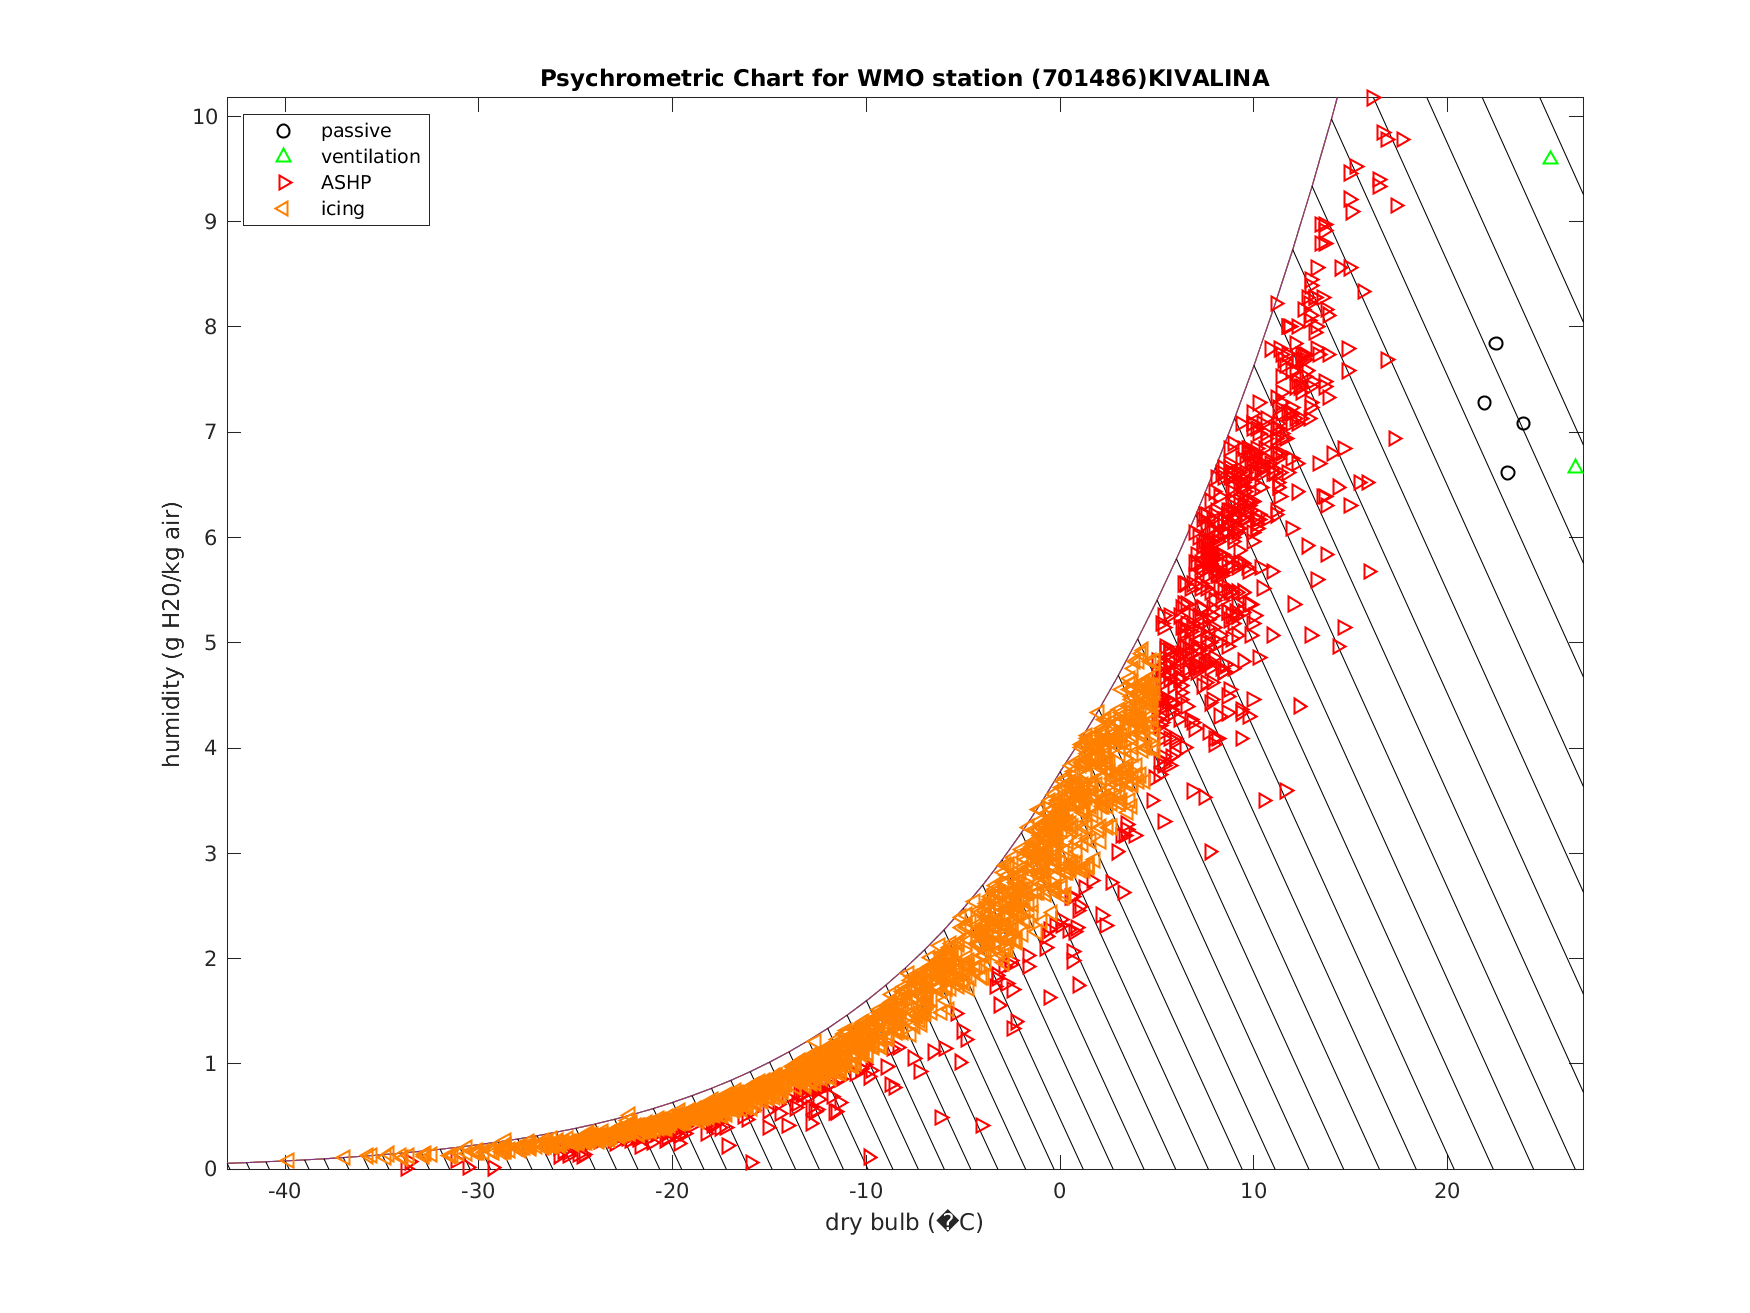 Psychrometric Chart for WMO station (701486)KIVALINA
passive
ventilation
ASHP
icing
10
9
8
7
6
5
4
3
2
1
0
humidity (g H20/kg air)
-40 -30 -20 -10 0 10 20
dry bulb (�C)